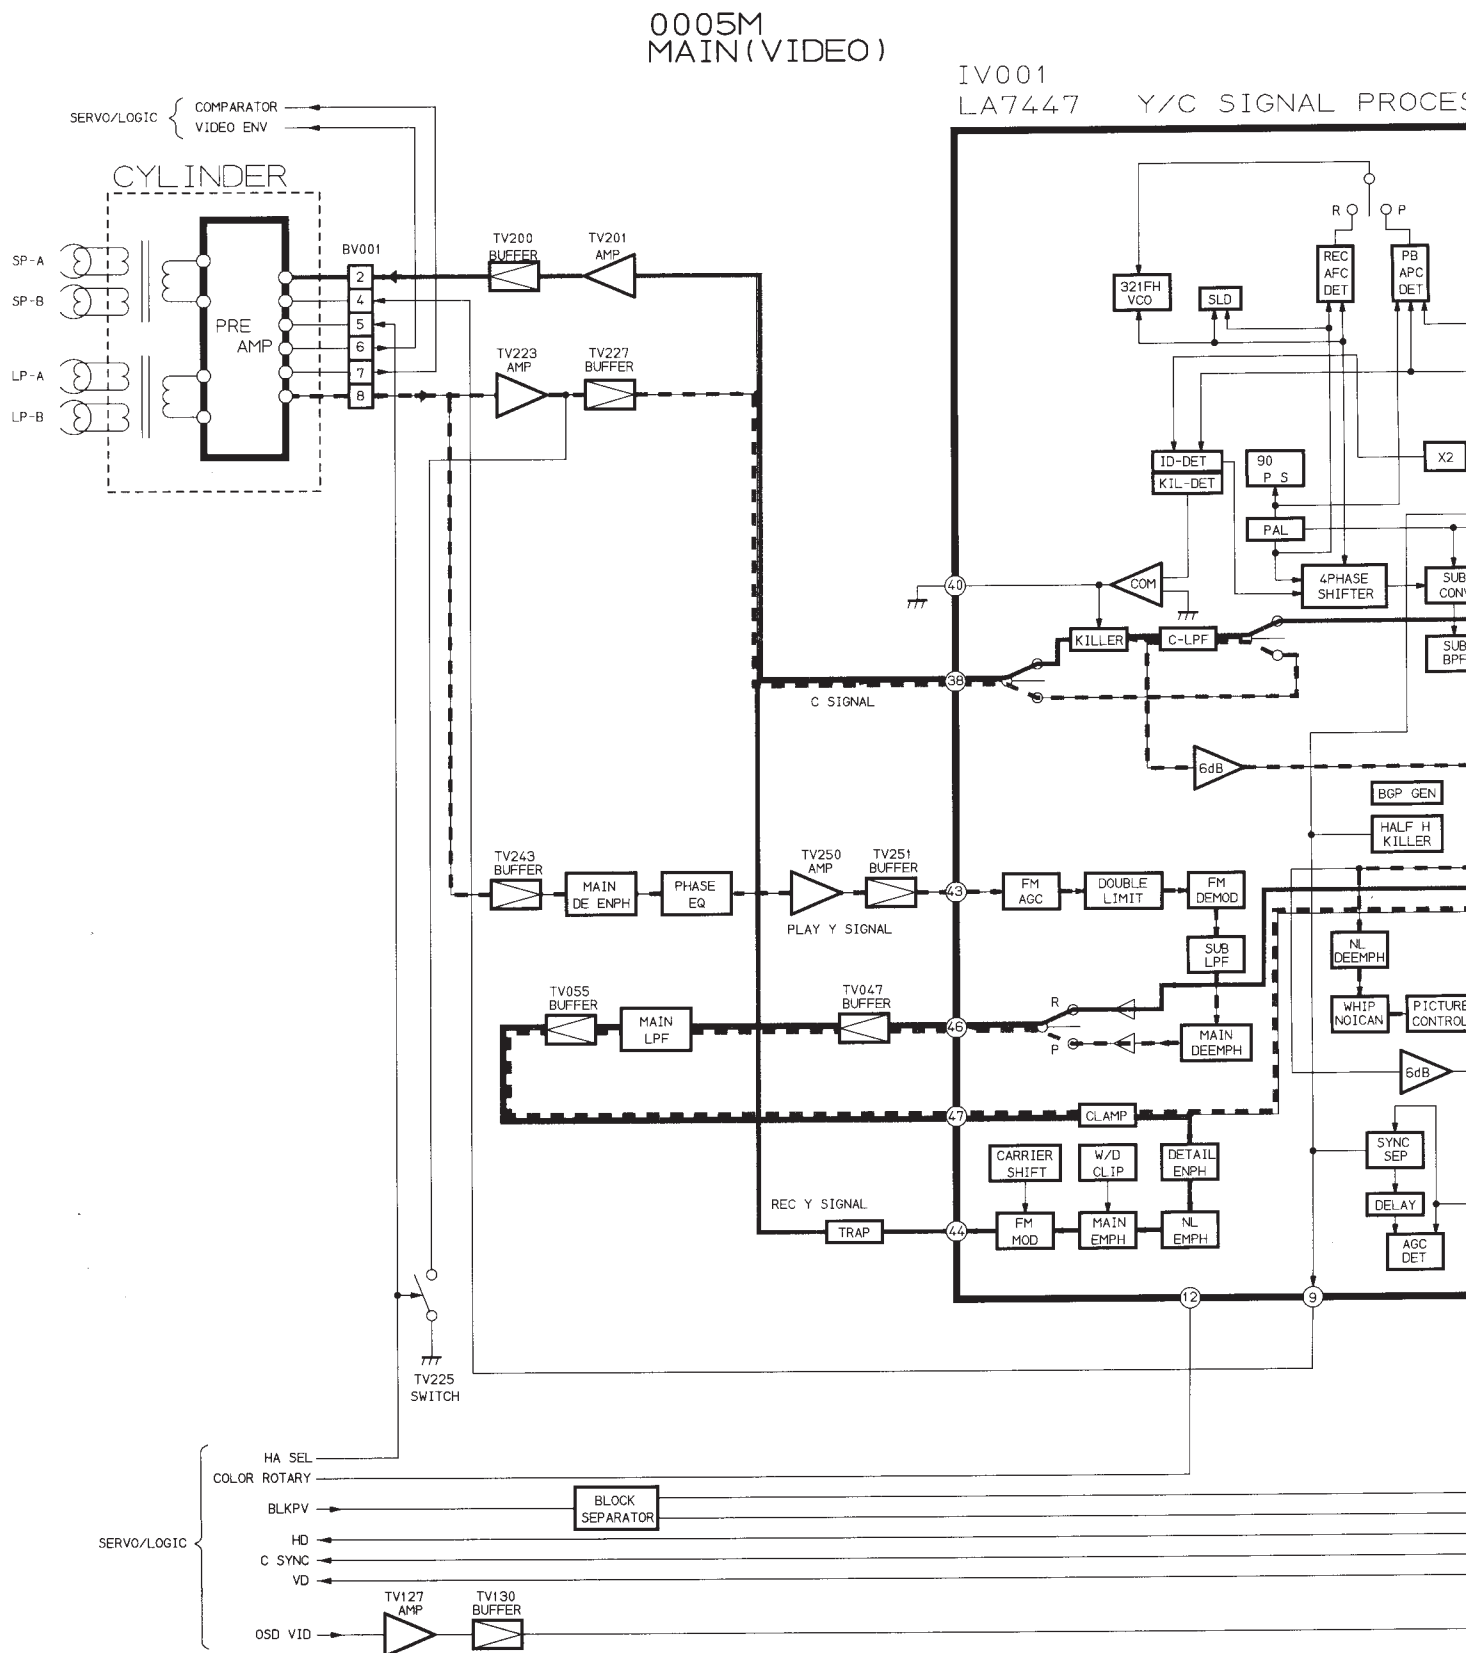 0005M
MAIN(VIDEO)
IV001
LA7447 Y/C SIGNAL PROCES
SERVO/LOGIC
COMPARATOR
VIDEO ENV
CYLINDER
SP-A
SP-B
LP-A
LP-B
PRE
AMP
BV001
2
4
5
6
7
8
TV200
BUFFER
TV201
AMP
TV223
AMP
TV227
BUFFER
R
P
REC
AFC
DET
PB
APC
DET
321FH
VCO
SLD
ID-DET
KIL-DET
90
P S
X2
PAL
4PHASE
SHIFTER
SUB
CONV
SUB
BPF
40
COM
KILLER
C-LPF
38
C SIGNAL
6dB
BGP GEN
HALF H
KILLER
TV243
BUFFER
MAIN
DE ENPH
PHASE
EQ
TV250
AMP
TV251
BUFFER
PLAY Y SIGNAL
43
FM
AGC
DOUBLE
LIMIT
FM
DEMOD
SUB
LPF
NL
DEEMPH
WHIP
NOICAN
PICTURE
CONTROL
TV055
BUFFER
MAIN
LPF
TV047
BUFFER
46
R
P
MAIN
DEEMPH
6dB
47
CLAMP
CARRIER
SHIFT
W/D
CLIP
DETAIL
ENPH
SYNC
SEP
DELAY
AGC
DET
REC Y SIGNAL
TRAP
44
FM
MOD
MAIN
EMPH
NL
EMPH
12
9
TV225
SWITCH
SERVO/LOGIC
HA SEL
COLOR ROTARY
BLKPV
BLOCK
SEPARATOR
HD
C SYNC
VD
OSD VID
TV127
AMP
TV130
BUFFER